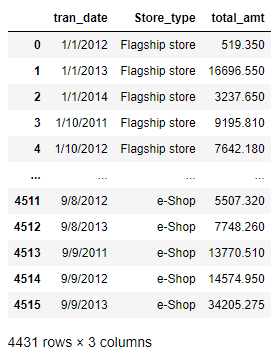 tran_date Store_type total_amt
0 1/1/2012 Flagship store 519.350
1 1/1/2013 Flagship store 16696.550
2 1/1/2014 Flagship store 3237.650
3 1/10/2011 Flagship store 9195.810
4 1/10/2012 Flagship store 7642.180
... ... ... ...
4511 9/8/2012 e-Shop 5507.320
4512 9/8/2013 e-Shop 7748.260
4513 9/9/2011 e-Shop 13770.510
4514 9/9/2012 e-Shop 14574.950
4515 9/9/2013 e-Shop 34205.275
4431 rows × 3 columns